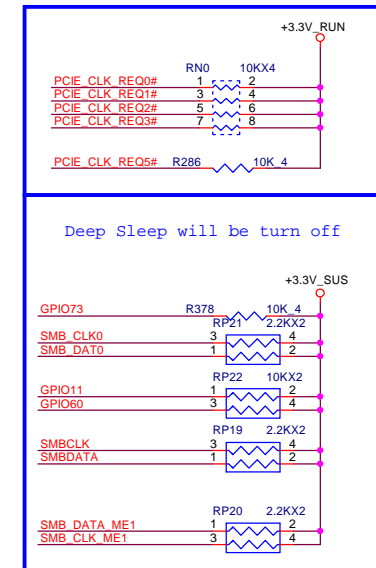 +3.3V_RUN
RN0 10KX4
PCIE_CLK_REQ0# 1 2
PCIE_CLK_REQ1# 3 4
PCIE_CLK_REQ2# 5 6
PCIE_CLK_REQ3# 7 8
PCIE_CLK_REQ5# R286 10K_4
Deep Sleep will be turn off
+3.3V_SUS
GPIO73 R378 10K_4
RP21 2.2KX2
SMB_CLK0 3 4
SMB_DAT0 1 2
RP22 10KX2
GPIO11 1 2
GPIO60 3 4
RP19 2.2KX2
SMBCLK 3 4
SMBDATA 1 2
RP20 2.2KX2
SMB_DATA_ME1 1 2
SMB_CLK_ME1 3 4